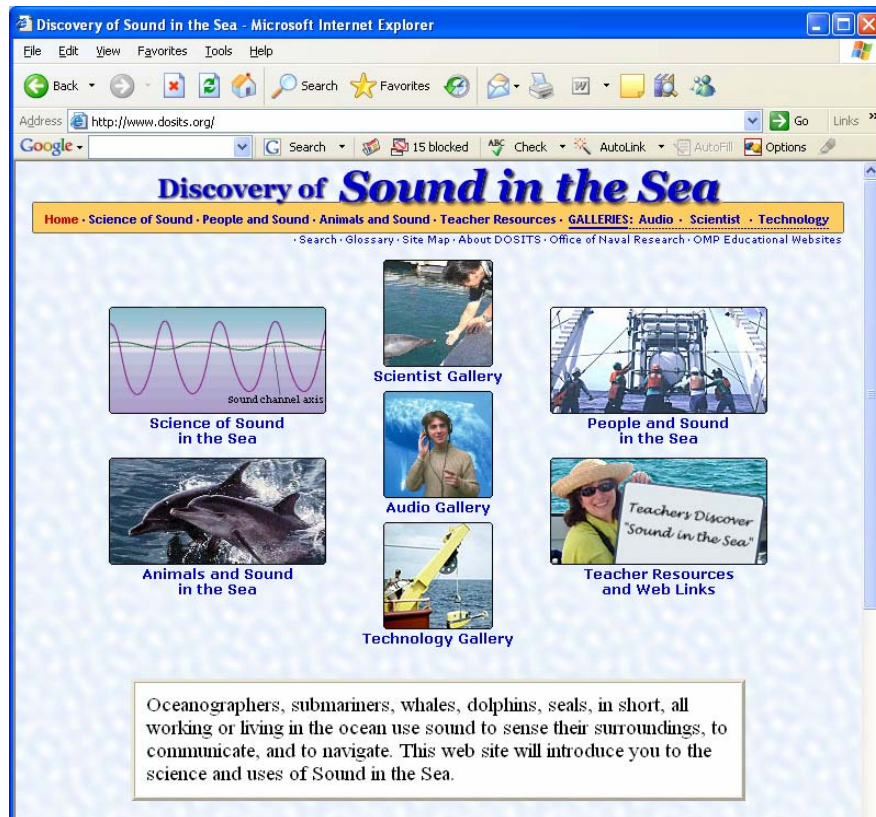 Discovery of Sound in the Sea - Microsoft Internet Explorer
File Edit View Favorites Tools Help
Back Search Favorites W
Address http://www.dosits.org/ Go Links »
Google G Search 15 blocked ABC Check AutoLink AutoFill Options
Discovery of Sound in the Sea
Home · Science of Sound · People and Sound · Animals and Sound · Teacher Resources · GALLERIES: Audio · Scientist · Technology
· Search · Glossary · Site Map · About DOSITS · Office of Naval Research · OMP Educational Websites
Sound channel axis
Science of Sound
in the Sea
Scientist Gallery
People and Sound
in the Sea
Audio Gallery
Animals and Sound
in the Sea
Teachers Discover
"Sound in the Sea"
Teacher Resources
and Web Links
Technology Gallery
Oceanographers, submariners, whales, dolphins, seals, in short, all
working or living in the ocean use sound to sense their surroundings, to
communicate, and to navigate. This web site will introduce you to the
science and uses of Sound in the Sea.